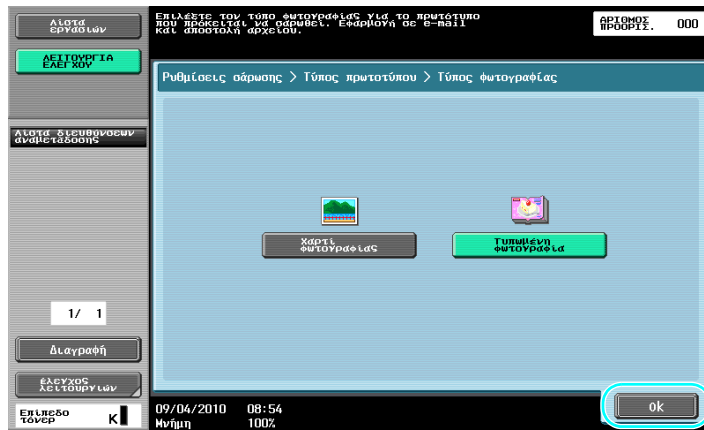 Λίστα
εργασιών
ΛΕΙΤΟΥΡΓΙΑ
ΕΛΕΓΧΟΥ
Λίστα διευθύνσεων
αναμετάδοσης
1/ 1
Διαγραφή
έλεγχος
λειτουργιών
Επίπεδο
τόνερ
K
Επιλέξτε τον τύπο φωτογραφίας για το πρωτότυπο
που πρόκειται να σαρωθεί. Εφαρμογή σε e-mail
και αποστολή αρχείου.
ΑΡΙΘΜΟΣ
ΠΡΟΟΡΙΣ.
000
Ρυθμίσεις σάρωσης > Τύπος πρωτοτύπου > Τύπος φωτογραφίας
Χαρτί
φωτογραφίας
Τυπωμένη
φωτογραφία
09/04/2010 08:54
Μνήμη 100%
ok